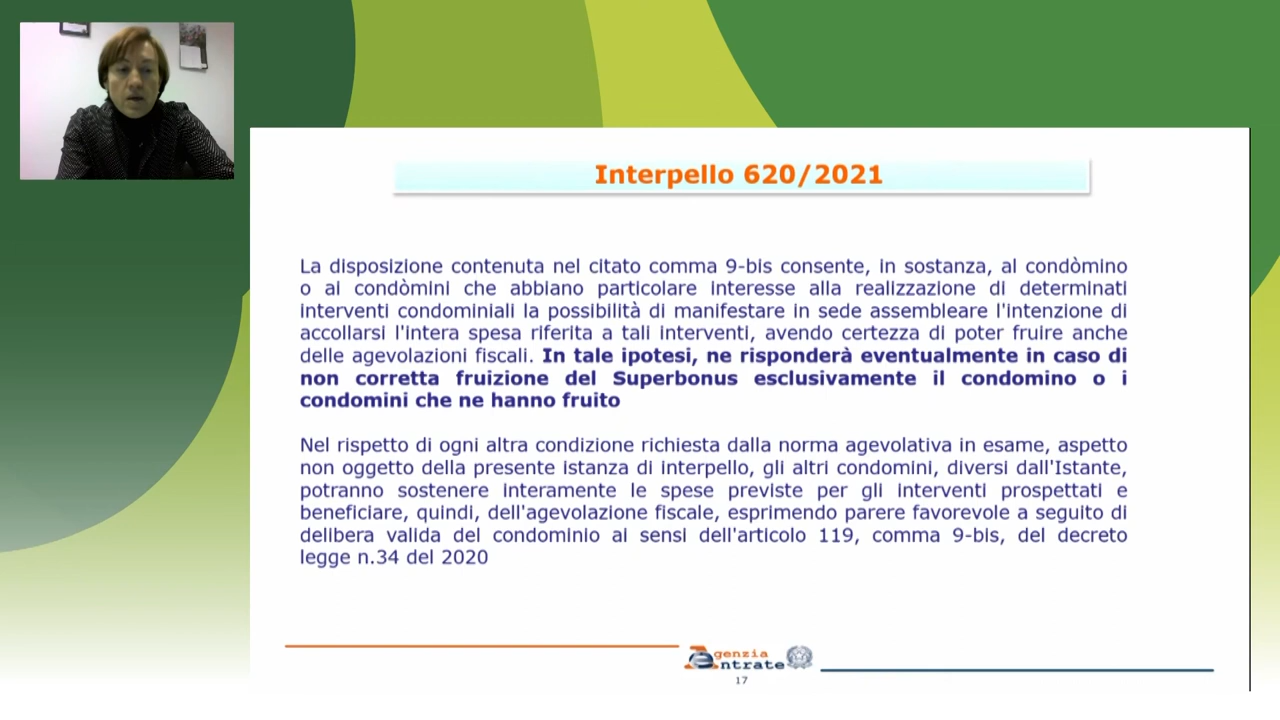 Interpello 620/2021
La disposizione contenuta nel citato comma 9-bis consente, in sostanza, al condòmino
o ai condòmini che abbiano particolare interesse alla realizzazione di determinati
interventi condominiali la possibilità di manifestare in sede assembleare l'intenzione di
accollarsi l'intera spesa riferita a tali interventi, avendo certezza di poter fruire anche
delle agevolazioni fiscali. In tale ipotesi, ne risponderà eventualmente in caso di
non corretta fruizione del Superbonus esclusivamente il condomino o i
condomini che ne hanno fruito
Nel rispetto di ogni altra condizione richiesta dalla norma agevolativa in esame, aspetto
non oggetto della presente istanza di interpello, gli altri condomini, diversi dall'Istante,
potranno sostenere interamente le spese previste per gli interventi prospettati e
beneficiare, quindi, dell'agevolazione fiscale, esprimendo parere favorevole a seguito di
delibera valida del condominio ai sensi dell'articolo 119, comma 9-bis, del decreto
legge n.34 del 2020
Agenzia
Entrate
17